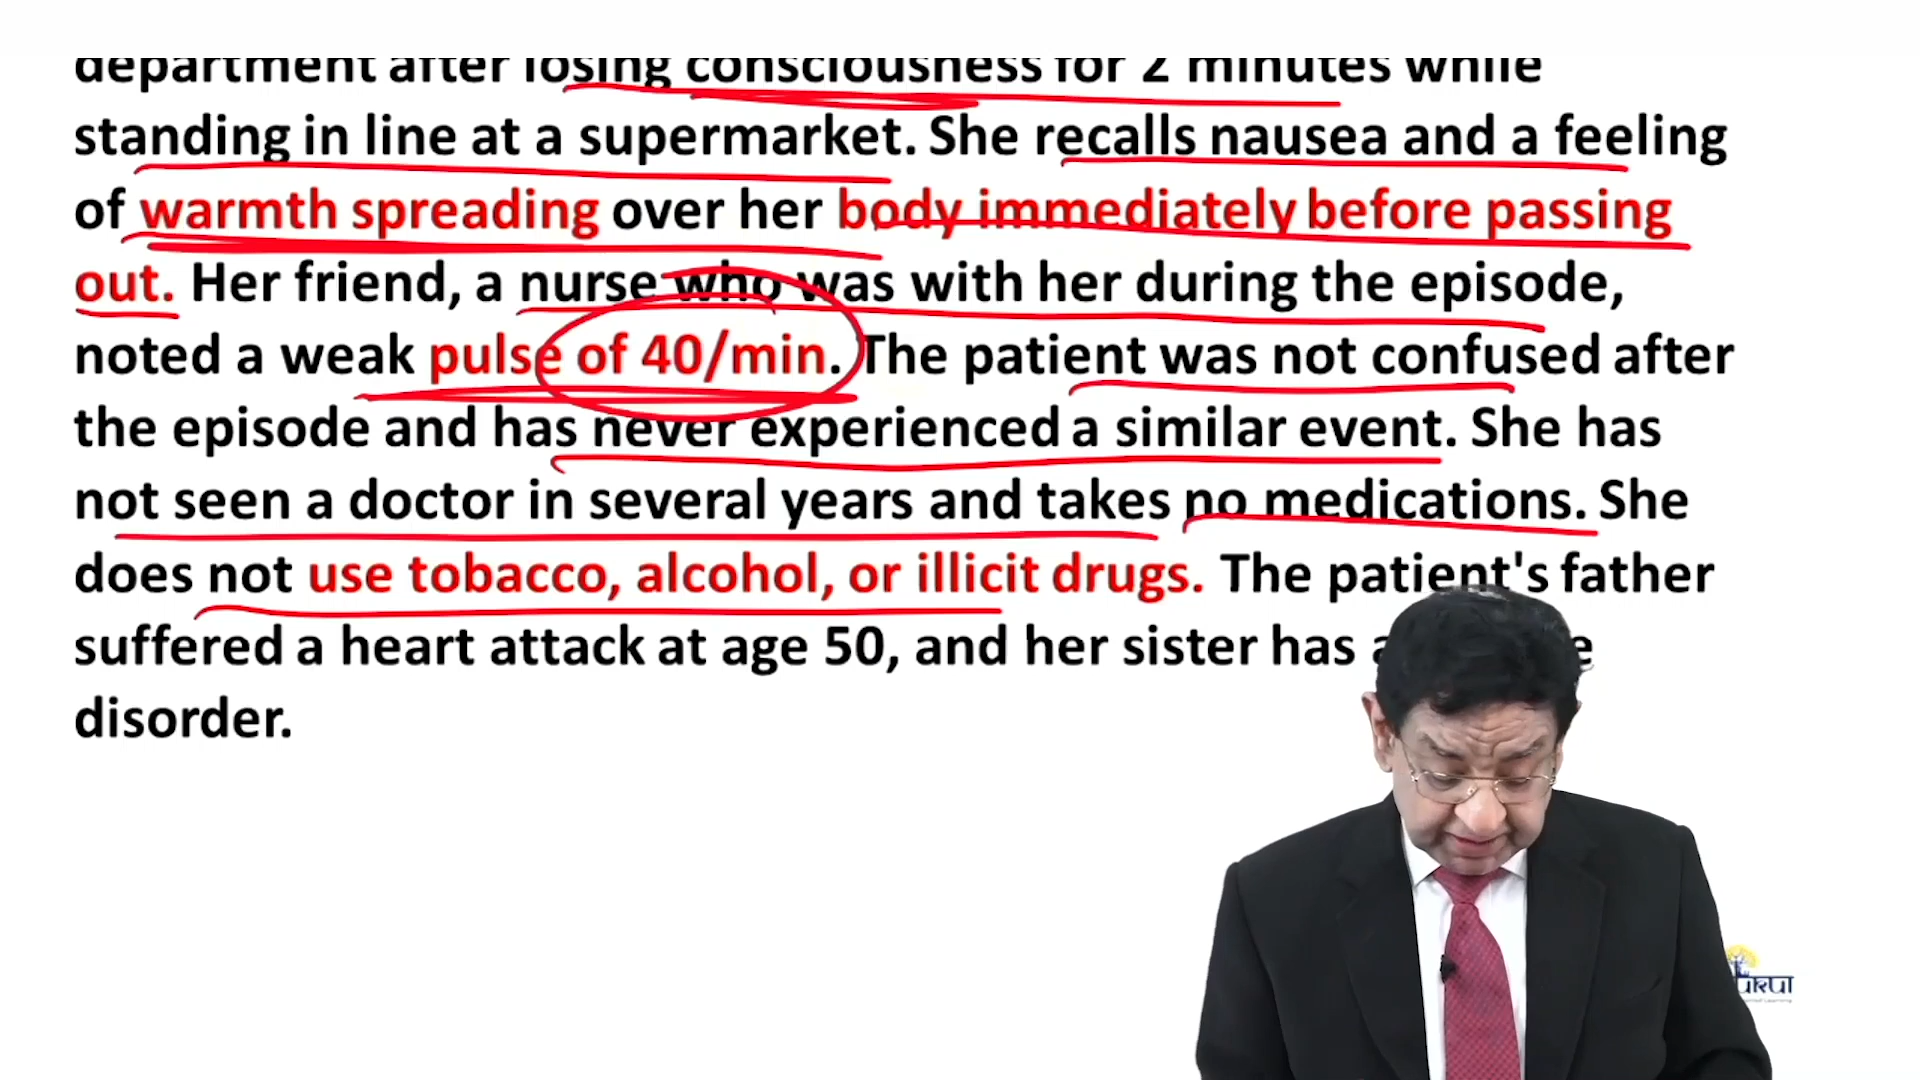 department after losing consciousness for 2 minutes while
standing in line at a supermarket. She recalls nausea and a feeling
of warmth spreading over her body immediately before passing
out. Her friend, a nurse who was with her during the episode,
noted a weak pulse of 40/min. The patient was not confused after
the episode and has never experienced a similar event. She has
not seen a doctor in several years and takes no medications. She
does not use tobacco, alcohol, or illicit drugs. The patient's father
suffered a heart attack at age 50, and her sister has
disorder.